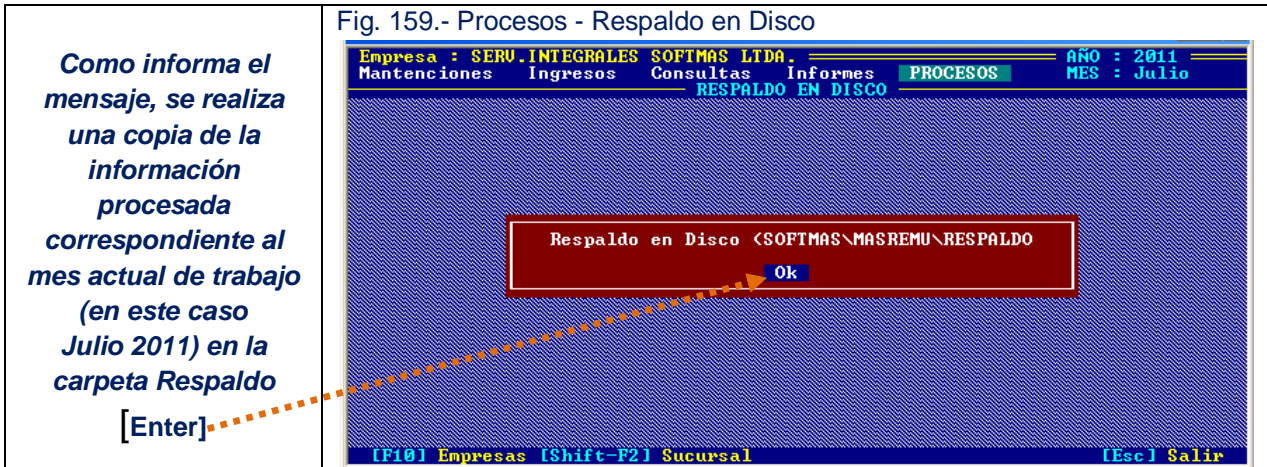 Como informa el
mensaje, se realiza
una copia de la
información
procesada
correspondiente al
mes actual de trabajo
(en este caso
Julio 2011) en la
carpeta Respaldo
[Enter]
Fig. 159.- Procesos - Respaldo en Disco
Empresa : SERV.INTEGRALES SOFTMAS LTDA. AÑO : 2011
Mantenciones Ingresos Consultas Informes PROCESOS MES : Julio
RESPALDO EN DISCO
Respaldo en Disco (SOFTMAS\MASREMU\RESPALDO
Ok
[F10] Empresas [Shift-F2] Sucursal [Esc] Salir